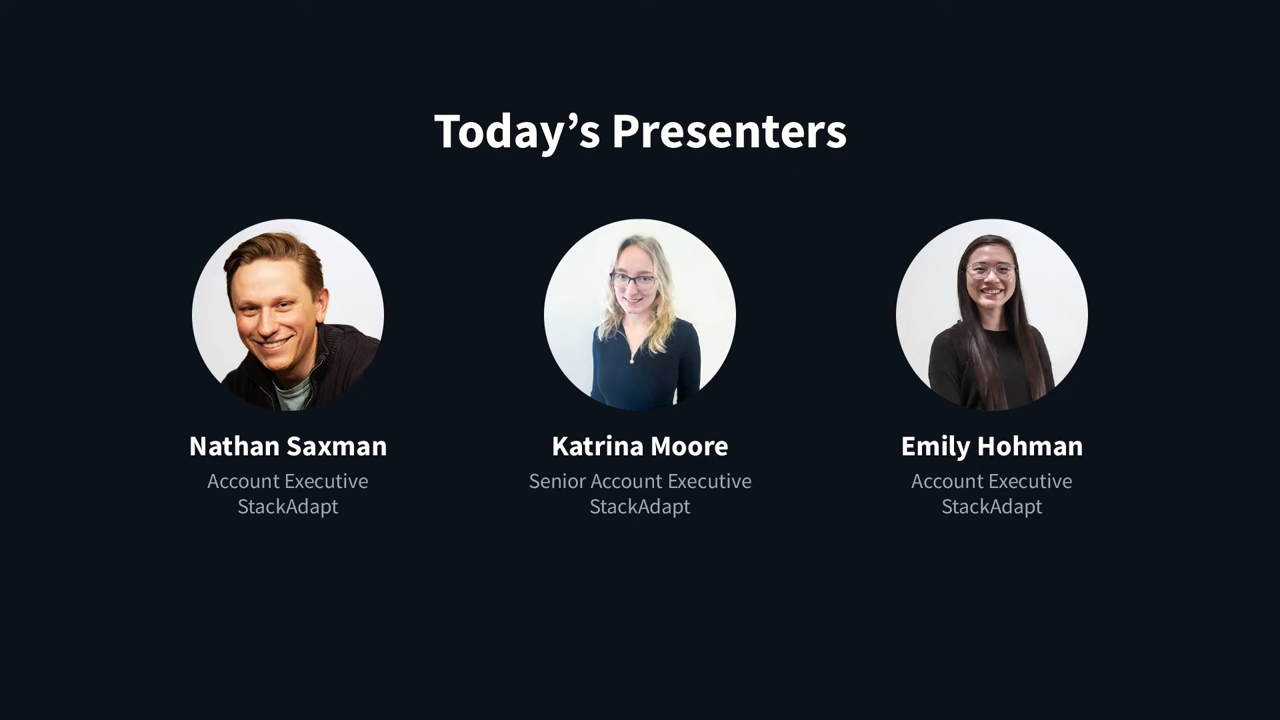 Today’s Presenters
Nathan Saxman
Account Executive
StackAdapt
Katrina Moore
Senior Account Executive
StackAdapt
Emily Hohman
Account Executive
StackAdapt